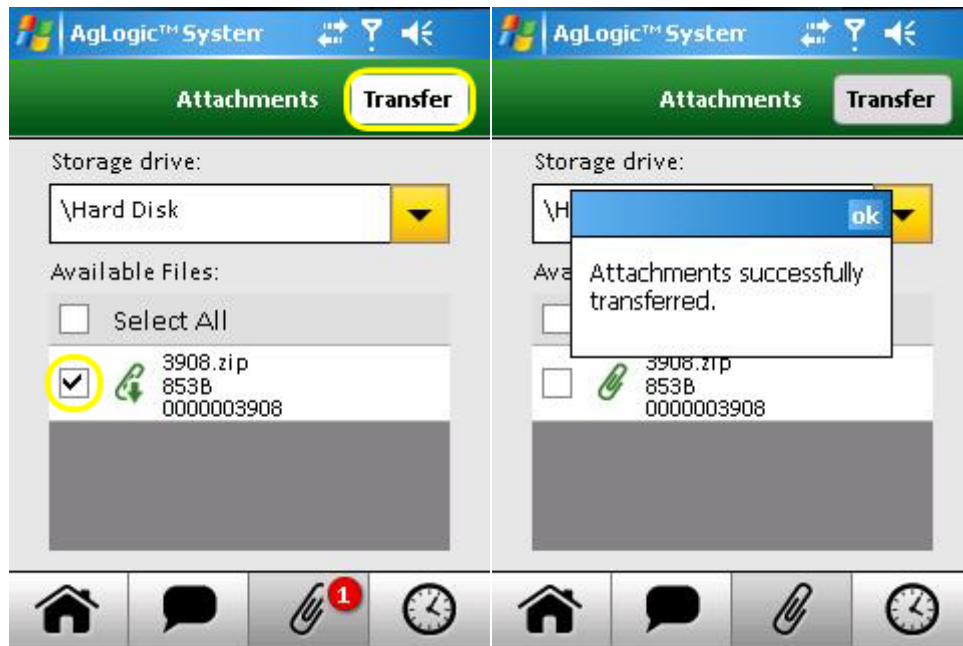 AgLogic™ System
Attachments Transfer
Storage drive:
\Hard Disk
Available Files:
Select All
3908.zip
853B
0000003908
1
AgLogic™ System
Attachments Transfer
Storage drive:
\H
ok
Ava
Attachments successfully
transferred.
3908.zip
853B
0000003908